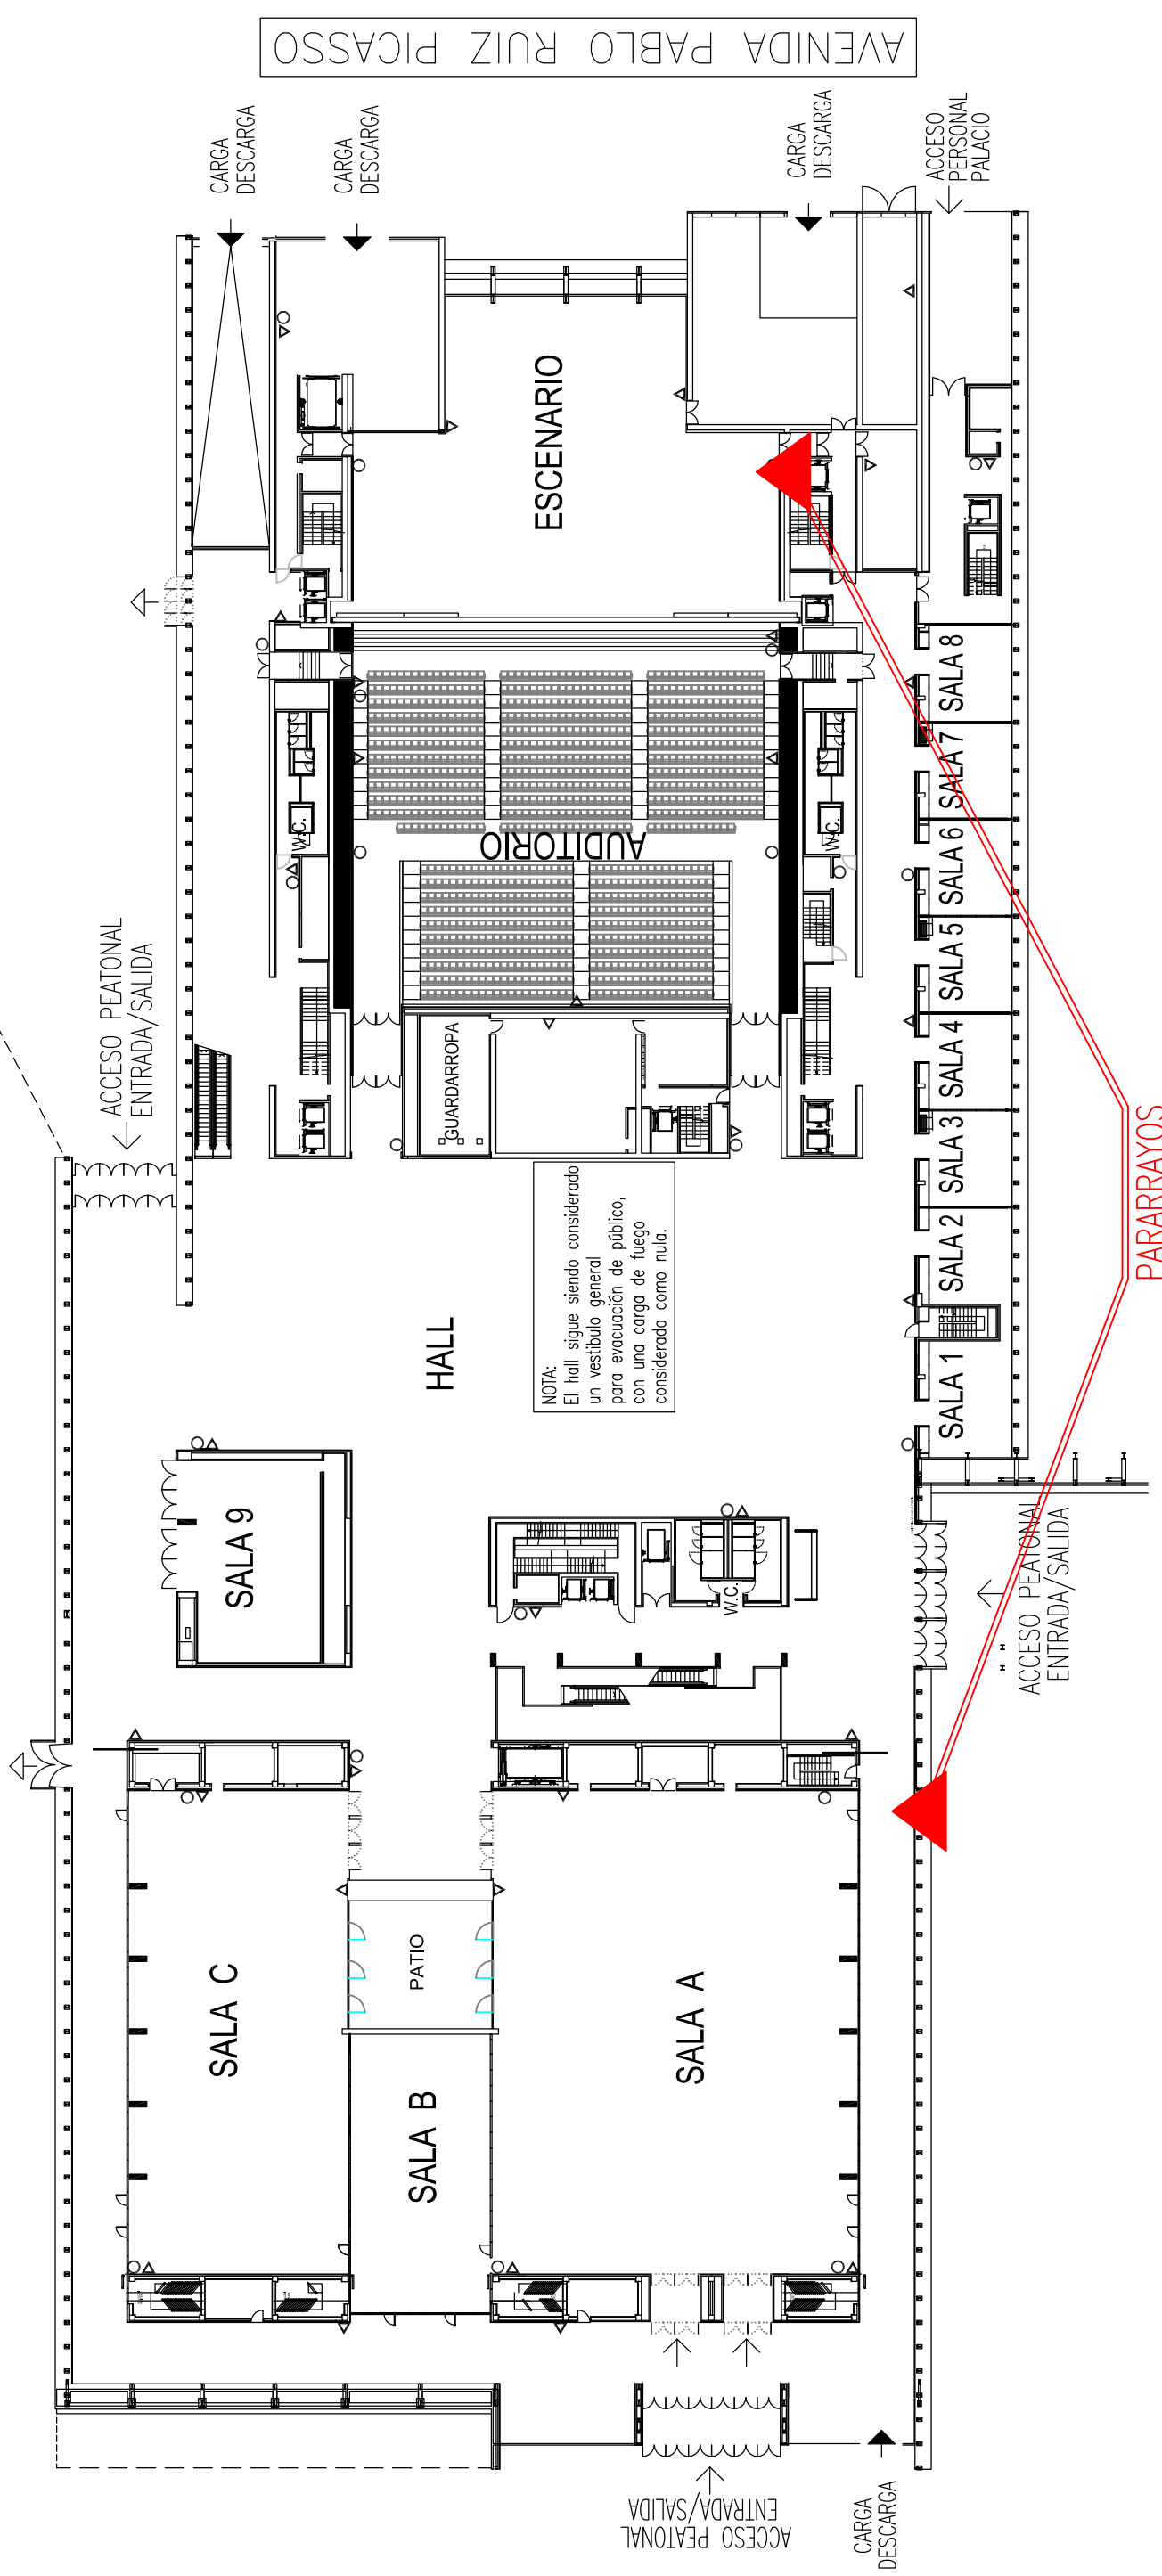 AVENIDA PABLO RUIZ PICASSO
CARGA
DESCARGA
CARGA
DESCARGA
CARGA
DESCARGA
ACCESO
PERSONAL
PALACIO
ESCENARIO
AUDITORIO
W.C.
W.C.
ACCESO PEATONAL
ENTRADA/SALIDA
GUARDARROPA
SALA 8
SALA 7
SALA 6
SALA 5
SALA 4
SALA 3
SALA 2
SALA 1
PARARRAYOS
HALL
NOTA:
El hall sigue siendo considerado
un vestibulo general
para evacuación de público,
con una carga de fuego
considerada como nula.
SALA 9
W.C.
ACCESO PEATONAL
ENTRADA/SALIDA
SALA C
PATIO
SALA B
SALA A
ACCESO PEATONAL
ENTRADA/SALIDA
CARGA
DESCARGA